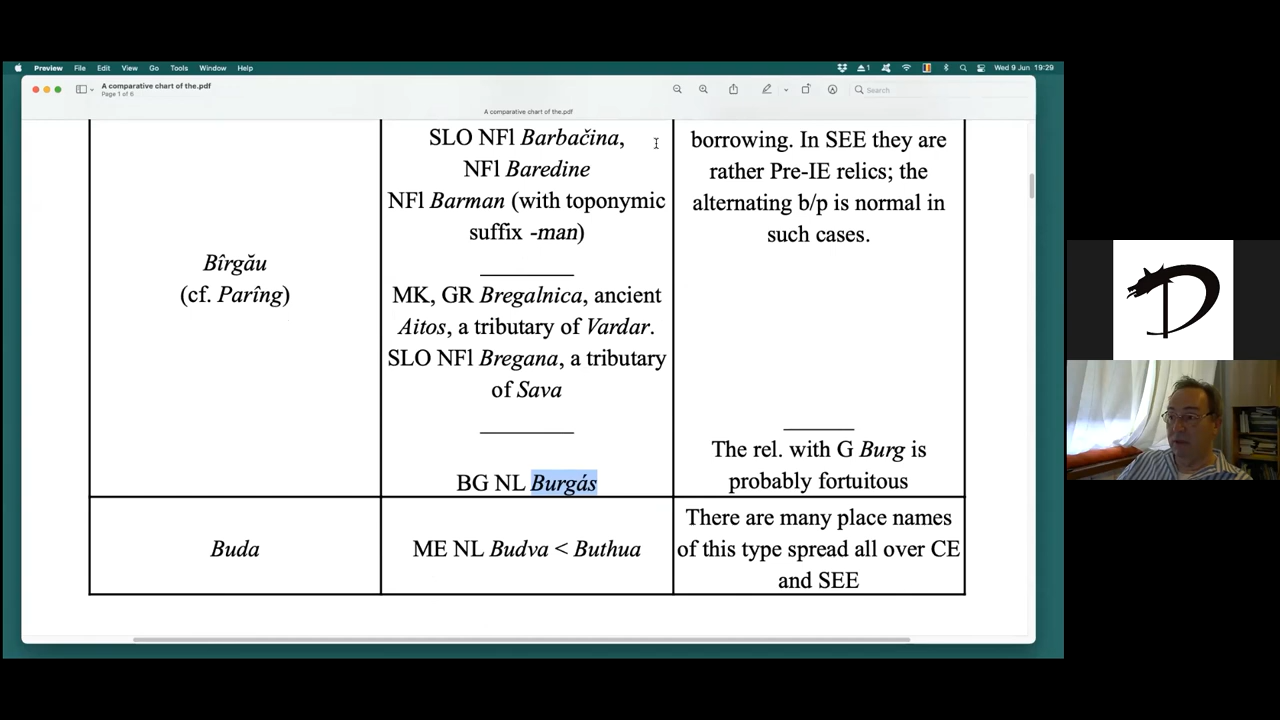 Preview File Edit View Go Tools Window Help
1 Wed 9 Jun 19:29
A comparative chart of the.pdf
Page 1 of 6
Search
A comparative chart of the.pdf
Bîrgău
(cf. Parîng)
SLO NFl Barbačina,
NFl Baredine
NFl Barman (with toponymic
suffix -man)
MK, GR Bregalnica, ancient
Aitos, a tributary of Vardar.
SLO NFl Bregana, a tributary
of Sava
BG NL Burgás
borrowing. In SEE they are
rather Pre-IE relics; the
alternating b/p is normal in
such cases.
The rel. with G Burg is
probably fortuitous
Buda
ME NL Budva < Buthua
There are many place names
of this type spread all over CE
and SEE